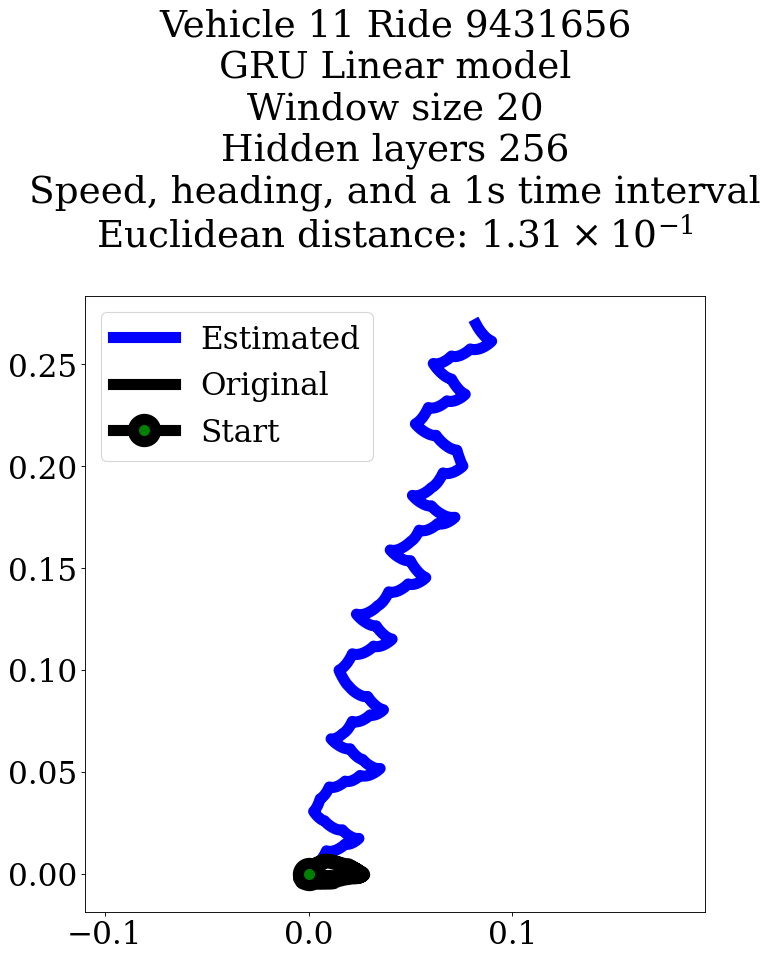 Vehicle 11 Ride 9431656
GRU Linear model
Window size 20
Hidden layers 256
Speed, heading, and a 1s time interval
Euclidean distance: 1.31 × 10⁻¹
Estimated
Original
Start
0.25
0.20
0.15
0.10
0.05
0.00
−0.1
0.0
0.1